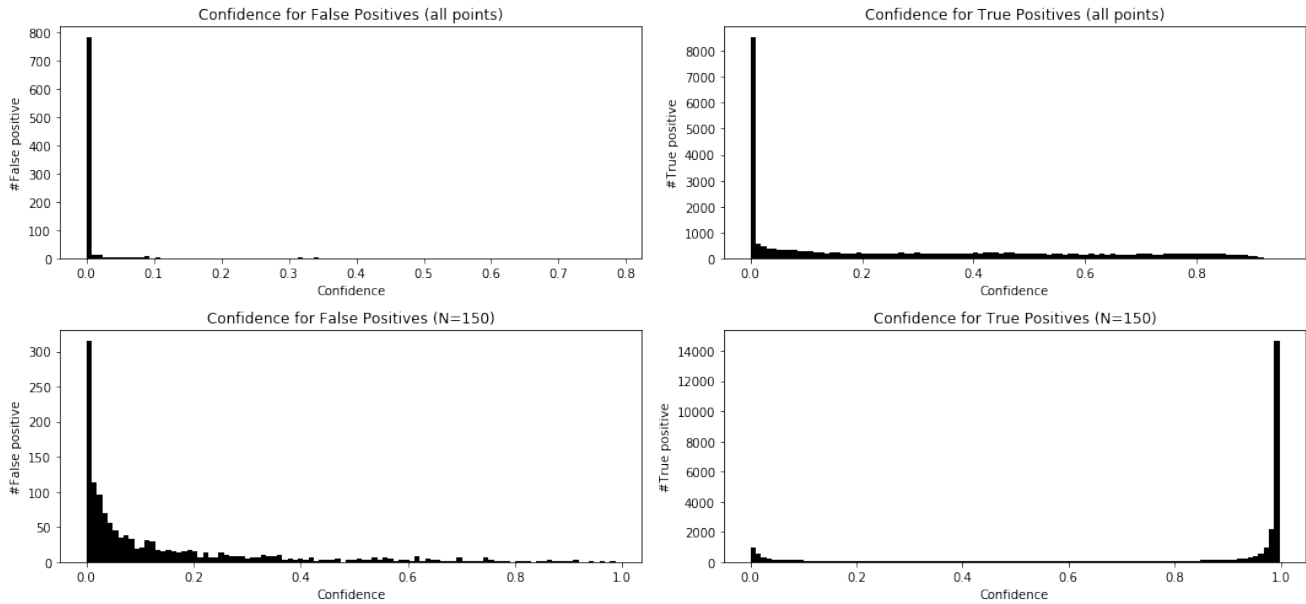 Confidence for False Positives (all points)
#False positive
800
700
600
500
400
300
200
100
0
0.0 0.1 0.2 0.3 0.4 0.5 0.6 0.7 0.8
Confidence
Confidence for True Positives (all points)
#True positive
8000
7000
6000
5000
4000
3000
2000
1000
0
0.0 0.2 0.4 0.6 0.8
Confidence
Confidence for False Positives (N=150)
#False positive
300
250
200
150
100
50
0
0.0 0.2 0.4 0.6 0.8 1.0
Confidence
Confidence for True Positives (N=150)
#True positive
14000
12000
10000
8000
6000
4000
2000
0
0.0 0.2 0.4 0.6 0.8 1.0
Confidence